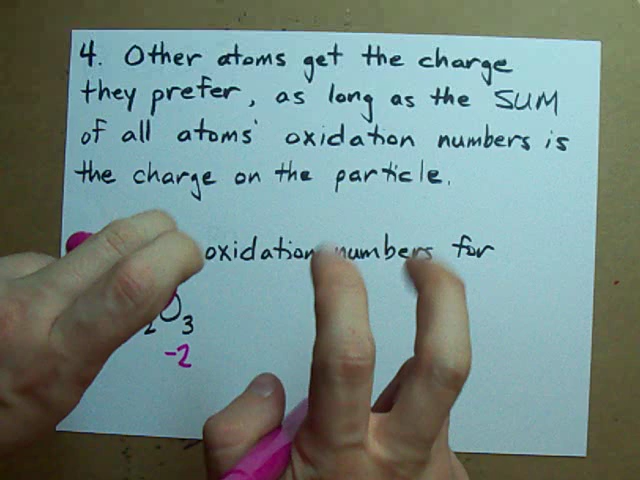 4. Other atoms get the charge
they prefer, as long as the SUM
of all atoms' oxidation numbers is
the charge on the particle.
oxidation numbers for
2O3
-2